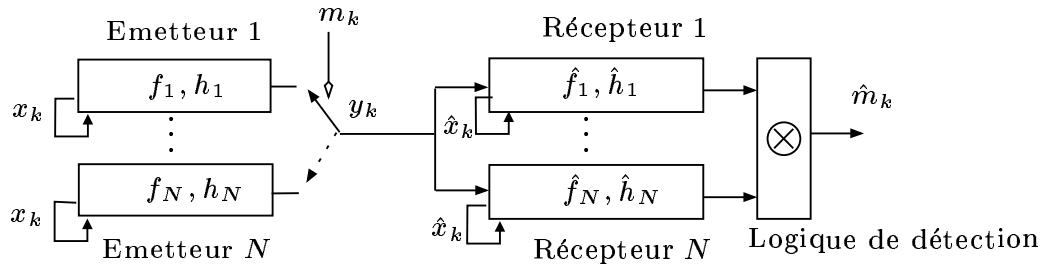 Emetteur 1
m_k
Récepteur 1
f_1, h_1
x_k
y_k
f̂_1, ĥ_1
x̂_k
m̂_k
f_N, h_N
x_k
f̂_N, ĥ_N
x̂_k
Emetteur N
Récepteur N
Logique de détection